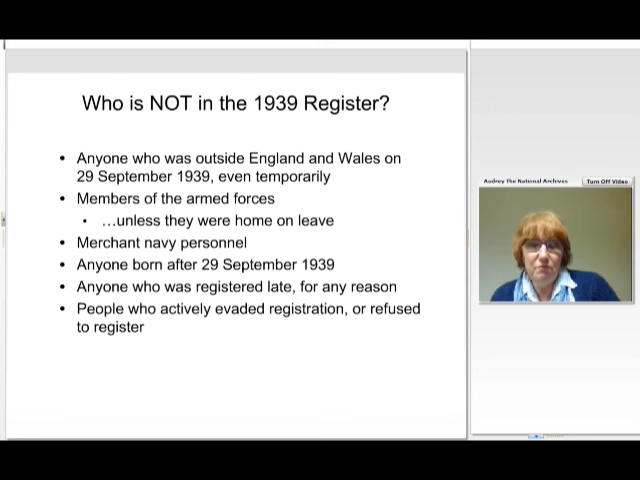 Who is NOT in the 1939 Register?
• Anyone who was outside England and Wales on
29 September 1939, even temporarily
• Members of the armed forces
• …unless they were home on leave
• Merchant navy personnel
• Anyone born after 29 September 1939
• Anyone who was registered late, for any reason
• People who actively evaded registration, or refused
to register
Audrey The National Archives
Turn Off Video